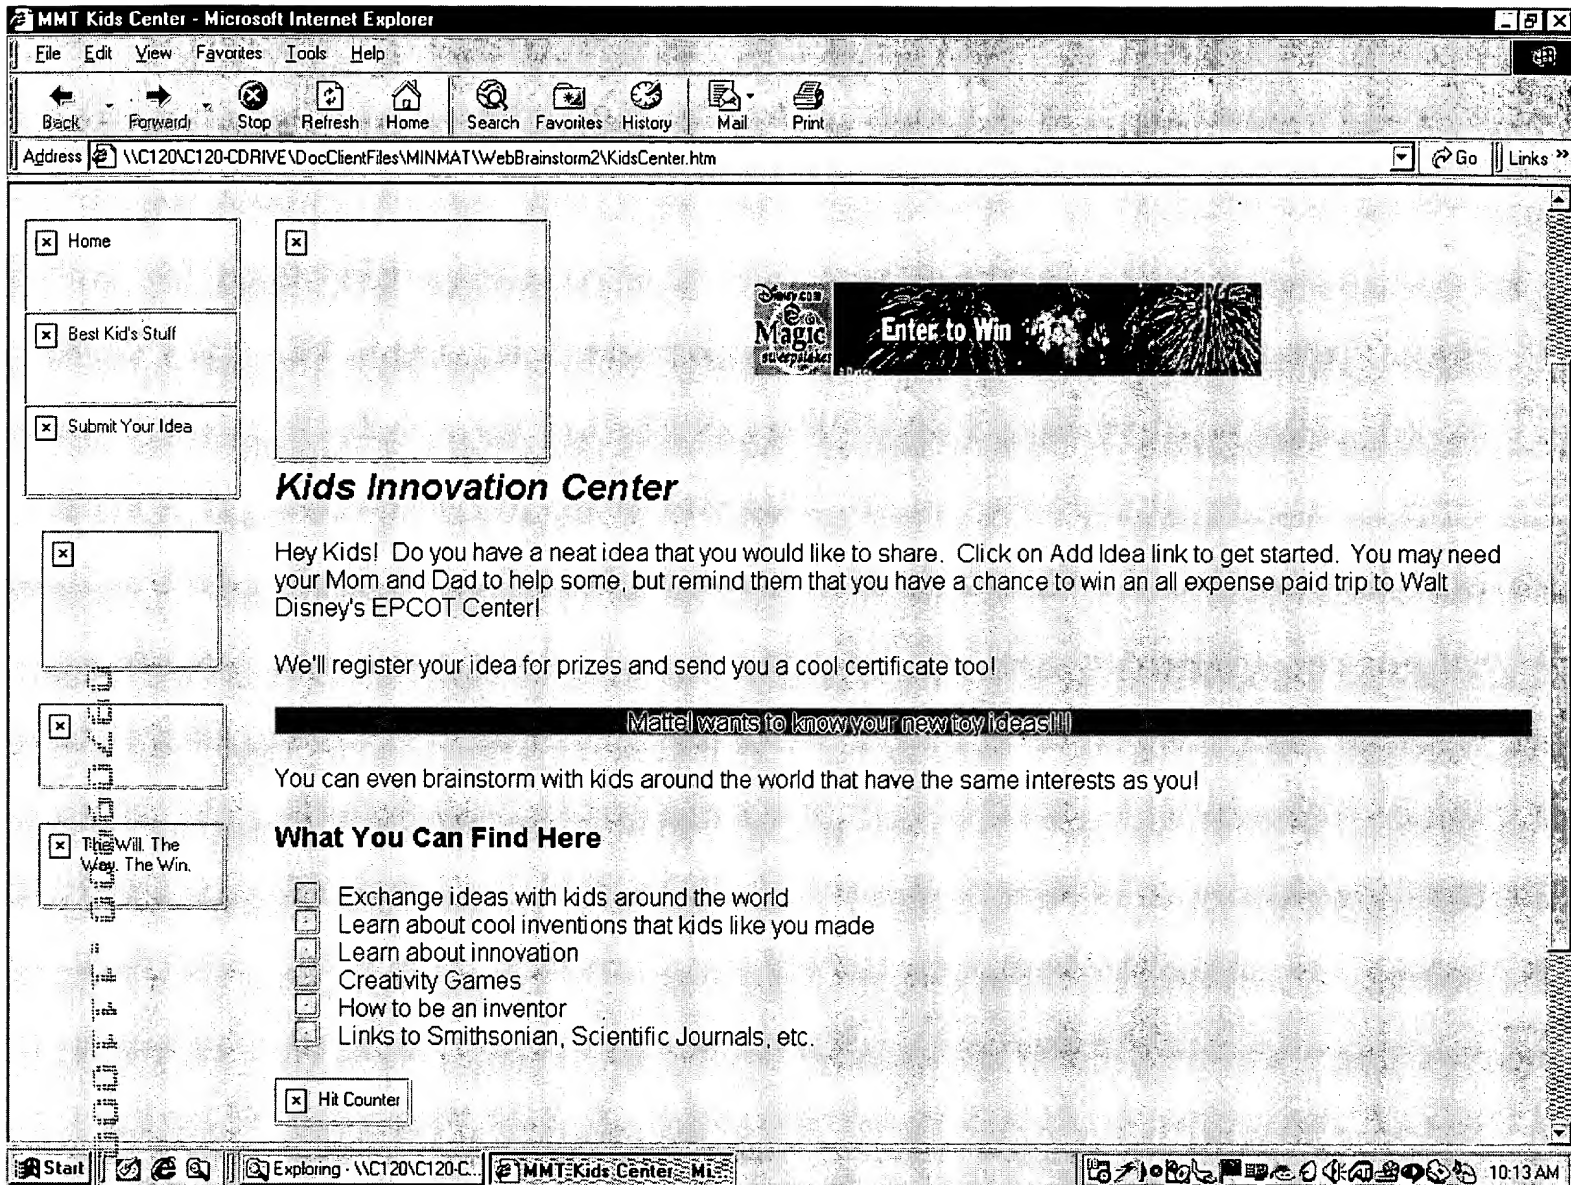 MMT Kids Center - Microsoft Internet Explorer
File Edit View Favorites Tools Help
Back Forward Stop Refresh Home Search Favorites History Mail Print
Address \\C120\C120-CDRIVE\DocClientFiles\MINMAT\WebBrainstorm2\KidsCenter.htm Go Links »
Home
Best Kid's Stuff
Submit Your Idea
Magic
sweepstakes
Enter to Win
Kids Innovation Center
Hey Kids! Do you have a neat idea that you would like to share. Click on Add Idea link to get started. You may need
your Mom and Dad to help some, but remind them that you have a chance to win an all expense paid trip to Walt
Disney's EPCOT Center!
We'll register your idea for prizes and send you a cool certificate too!
Mattel wants to know your new toy ideas!!!
You can even brainstorm with kids around the world that have the same interests as you!
The Will. The
Way. The Win.
What You Can Find Here
Exchange ideas with kids around the world
Learn about cool inventions that kids like you made
Learn about innovation
Creativity Games
How to be an inventor
Links to Smithsonian, Scientific Journals, etc.
Hit Counter
Start Exploring - \\C120\C120-C... MMT Kids Center - Mi... 10:13 AM